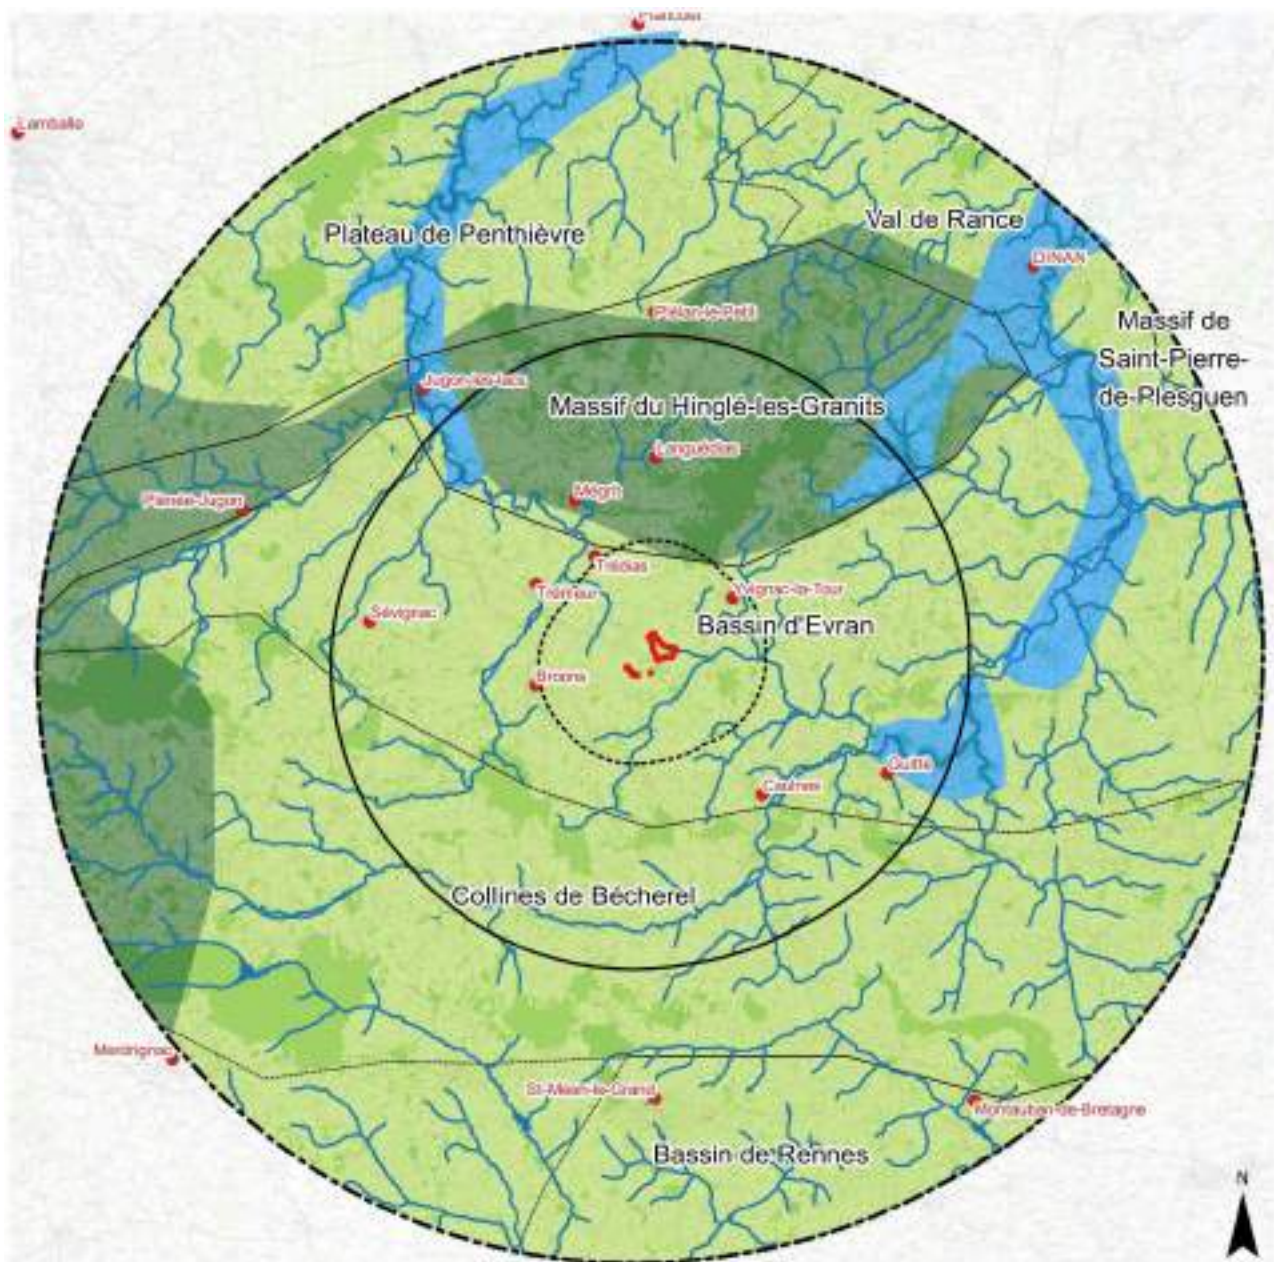 Lamballe
Val de Rance
Plateau de Penthièvre
DINAN
Plélan-le-Petit
Massif de
Saint-Pierre-
de-Plesguen
Jugon-les-lacs
Massif du Hinglé-les-Granits
Languédias
Mégrit
Plénée-Jugon
Trédias
Trémeur
Yvignac-la-Tour
Sévignac
Bassin d'Evran
Broons
Guitté
Caulnes
Collines de Bécherel
Merdrignac
St-Méen-le-Grand
Montauban-de-Bretagne
Bassin de Rennes
N